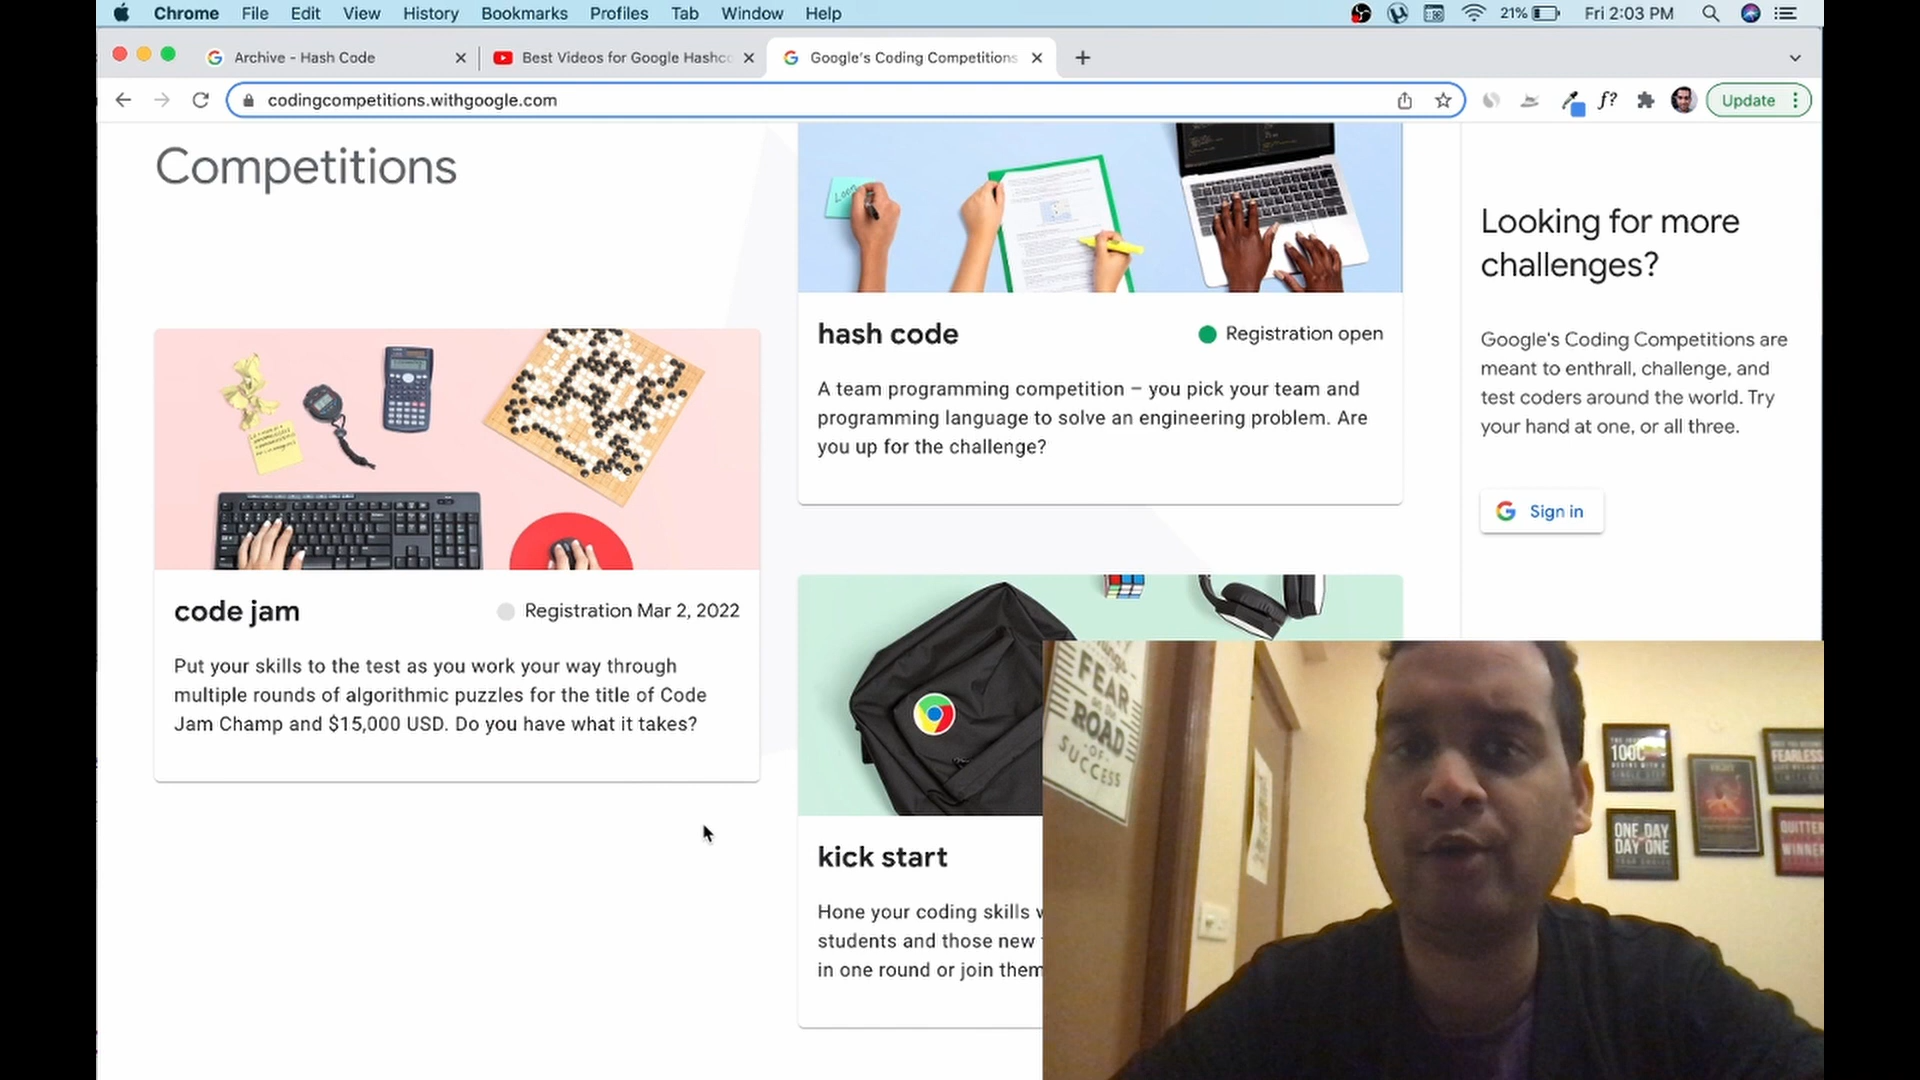 Chrome File Edit View History Bookmarks Profiles Tab Window Help 21% Fri 2:03 PM
Archive - Hash Code Best Videos for Google Hashc Google's Coding Competitions
codingcompetitions.withgoogle.com f? Update
Competitions
Looking for more
challenges?
Google's Coding Competitions are
meant to enthrall, challenge, and
test coders around the world. Try
your hand at one, or all three.
Sign in
hash code Registration open
A team programming competition – you pick your team and
programming language to solve an engineering problem. Are
you up for the challenge?
code jam Registration Mar 2, 2022
Put your skills to the test as you work your way through
multiple rounds of algorithmic puzzles for the title of Code
Jam Champ and $15,000 USD. Do you have what it takes?
kick start
Hone your coding skills
students and those new
in one round or join them
FEAR
ROAD
OF
SUCCESS
ONE DAY
DAY ONE
FEARLESS